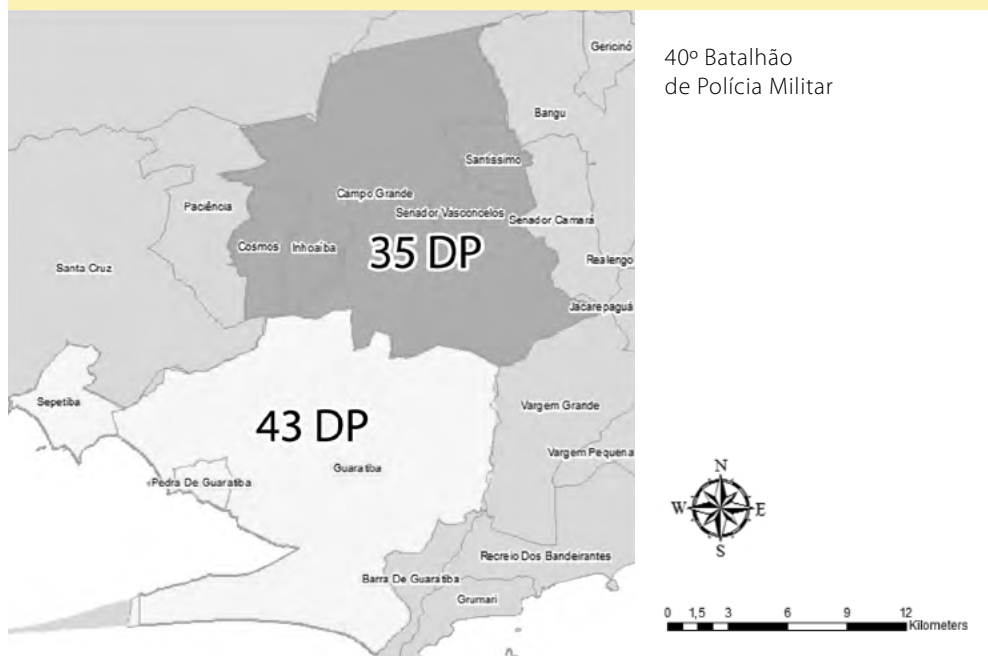 40º Batalhão
de Polícia Militar
Gericinó
Bangu
Santíssimo
Campo Grande
Paciência
Senador Vasconcelos
Senador Camará
Cosmos
Inhoaíba
35 DP
Realengo
Santa Cruz
Jacarepaguá
Sepetiba
Vargem Grande
43 DP
Vargem Pequena
Guaratiba
Pedra De Guaratiba
N
W
E
S
Recreio Dos Bandeirantes
Barra De Guaratiba
Grumari
0 1,5 3 6 9 12
Kilometers